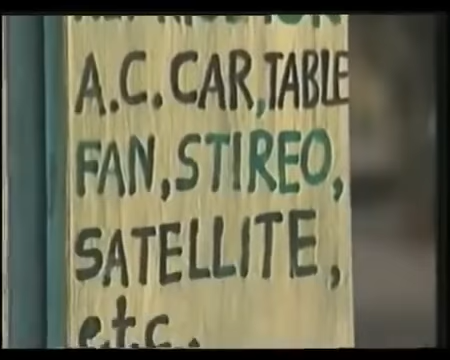 A.C. CAR, TABLE
FAN, STIREO,
SATELLITE,
etc.